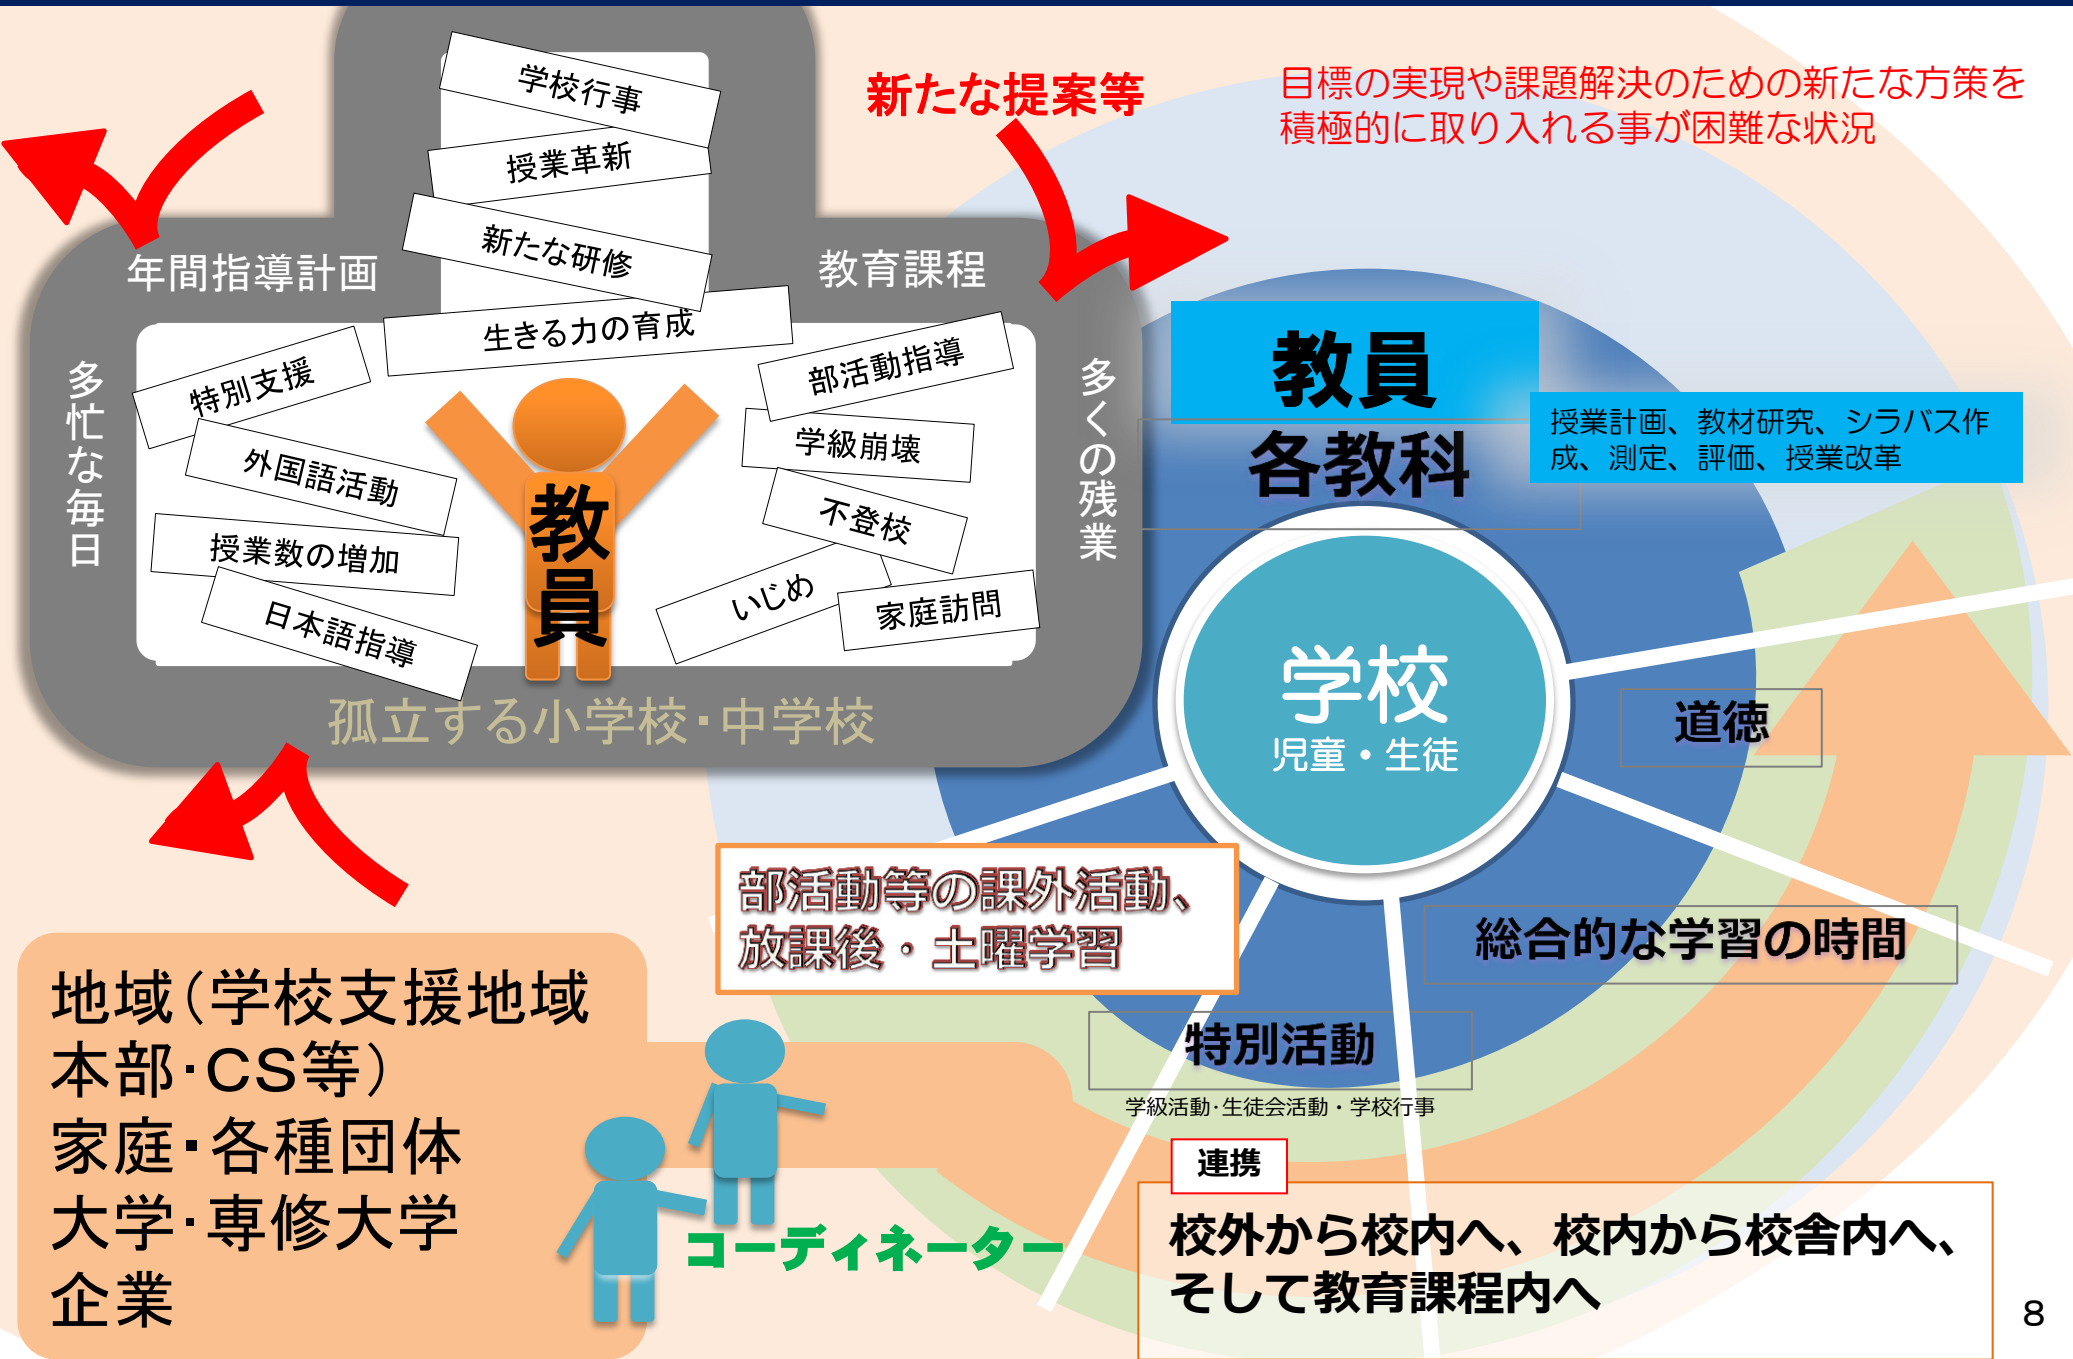 学校行事
授業革新
新たな研修
生きる力の育成
年間指導計画
教育課程
多忙な毎日
多くの残業
特別支援
外国語活動
授業数の増加
日本語指導
部活動指導
学級崩壊
不登校
いじめ
家庭訪問
教員
孤立する小学校・中学校
新たな提案等
目標の実現や課題解決のための新たな方策を
積極的に取り入れる事が困難な状況
教員
各教科
授業計画、教材研究、シラバス作
成、測定、評価、授業改革
学校
児童・生徒
道徳
総合的な学習の時間
特別活動
学級活動・生徒会活動・学校行事
部活動等の課外活動、
放課後・土曜学習
地域(学校支援地域
本部・CS等)
家庭・各種団体
大学・専修大学
企業
コーディネーター
連携
校外から校内へ、校内から校舎内へ、
そして教育課程内へ
8